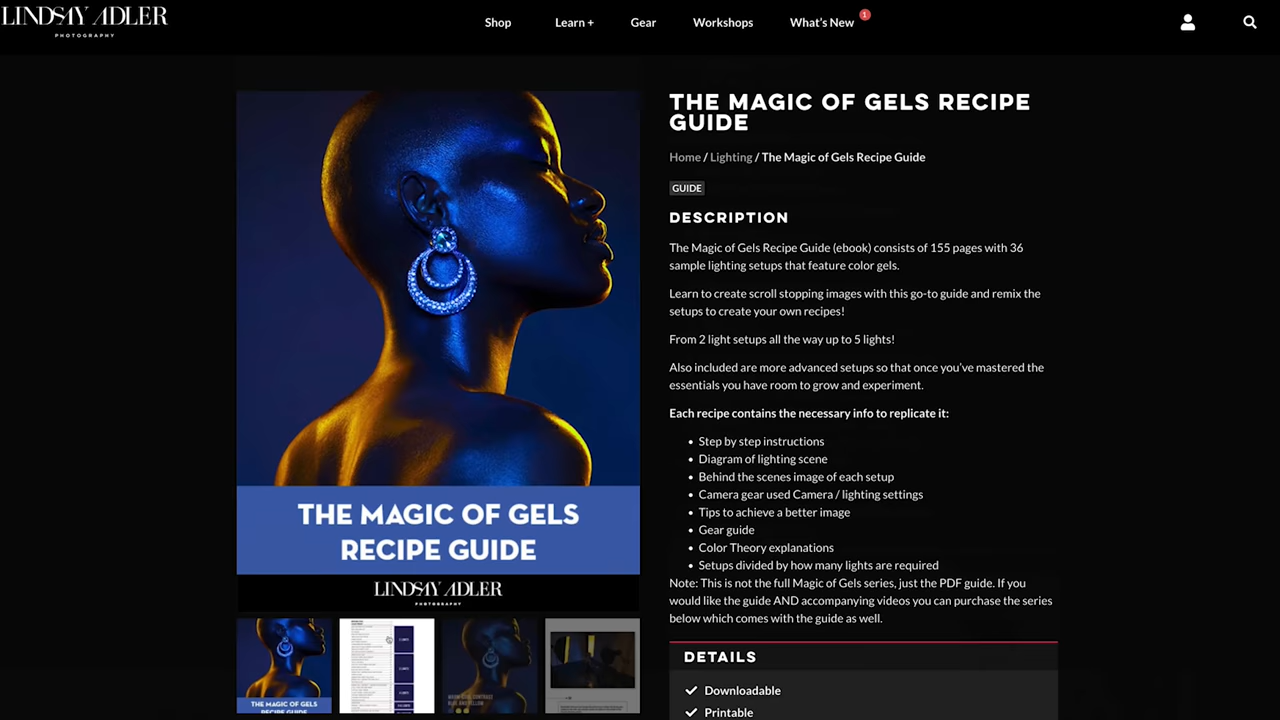 LINDSAY ADLER
PHOTOGRAPHY
Shop
Learn +
Gear
Workshops
What's New
1
THE MAGIC OF GELS RECIPE
GUIDE
Home / Lighting / The Magic of Gels Recipe Guide
GUIDE
DESCRIPTION
The Magic of Gels Recipe Guide (ebook) consists of 155 pages with 36
sample lighting setups that feature color gels.
Learn to create scroll stopping images with this go-to guide and remix the
setups to create your own recipes!
From 2 light setups all the way up to 5 lights!
Also included are more advanced setups so that once you've mastered the
essentials you have room to grow and experiment.
Each recipe contains the necessary info to replicate it:
• Step by step instructions
• Diagram of lighting scene
• Behind the scenes image of each setup
• Camera gear used Camera / lighting settings
• Tips to achieve a better image
• Gear guide
• Color Theory explanations
• Setups divided by how many lights are required
Note: This is not the full Magic of Gels series, just the PDF guide. If you
would like the guide AND accompanying videos you can purchase the series
below which comes with the guide as well.
DETAILS
Downloadable
Printable
THE MAGIC OF GELS
RECIPE GUIDE
LINDSAY ADLER
PHOTOGRAPHY
THE MAGIC OF GELS
RECIPE GUIDE